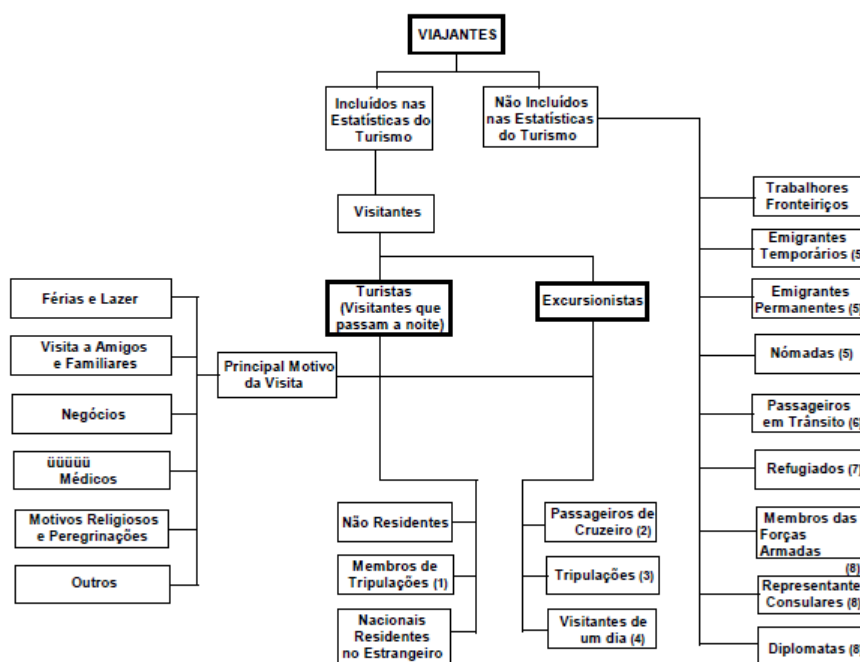 VIAJANTES
Incluídos nas
Estatísticas do
Turismo
Não Incluídos
nas Estatísticas
do Turismo
Visitantes
Turistas
(Visitantes que
passam a noite)
Excursionistas
Principal Motivo
da Visita
Férias e Lazer
Visita a Amigos
e Familiares
Negócios
üüüüü
Médicos
Motivos Religiosos
e Peregrinações
Outros
Não Residentes
Membros de
Tripulações (1)
Nacionais
Residentes
no Estrangeiro
Passageiros de
Cruzeiro (2)
Tripulações (3)
Visitantes de
um dia (4)
Trabalhores
Fronteiriços
Emigrantes
Temporários (5
Emigrantes
Permanentes (5)
Nómadas (5)
Passageiros
em Trânsito (6)
Refugiados (7)
Membros das
Forças
Armadas
(8)
Representante
Consulares (8)
Diplomatas (8)